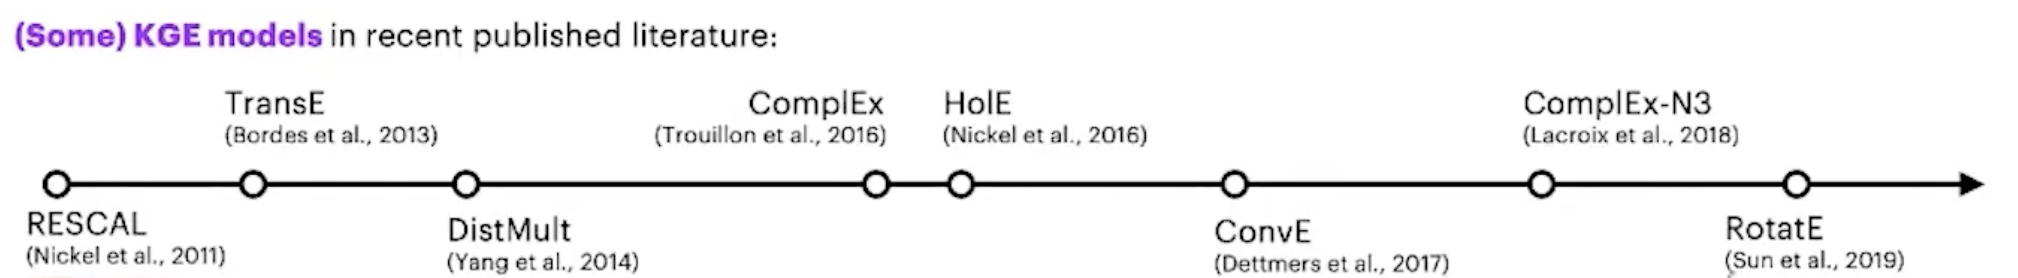 (Some) KGE models in recent published literature:
TransE
(Bordes et al., 2013)
ComplEx
(Trouillon et al., 2016)
HolE
(Nickel et al., 2016)
ComplEx-N3
(Lacroix et al., 2018)
RESCAL
(Nickel et al., 2011)
DistMult
(Yang et al., 2014)
ConvE
(Dettmers et al., 2017)
RotatE
(Sun et al., 2019)